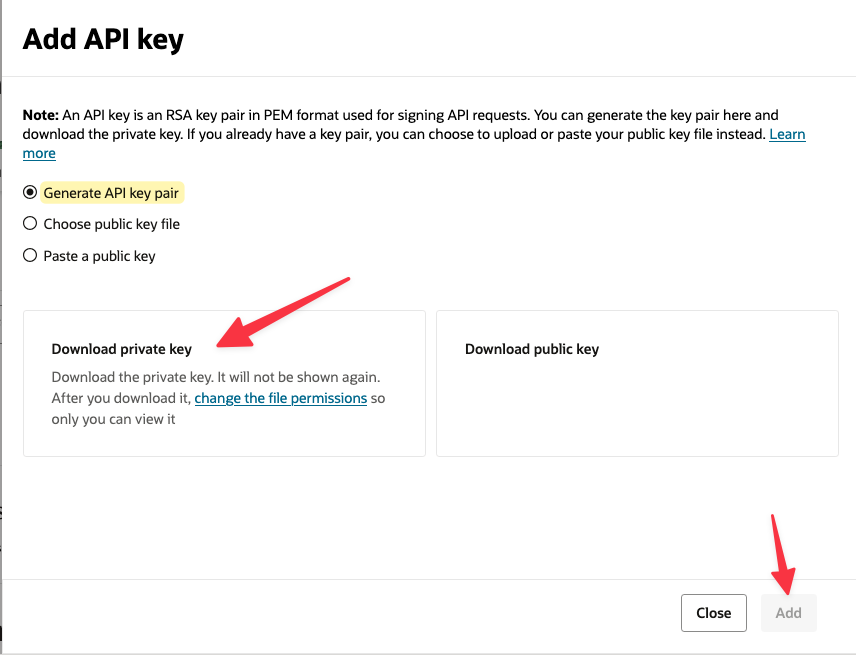 Add API key
Note: An API key is an RSA key pair in PEM format used for signing API requests. You can generate the key pair here and
download the private key. If you already have a key pair, you can choose to upload or paste your public key file instead. Learn
more
Generate API key pair
Choose public key file
Paste a public key
Download private key
Download the private key. It will not be shown again.
After you download it, change the file permissions so
only you can view it
Download public key
Close
Add